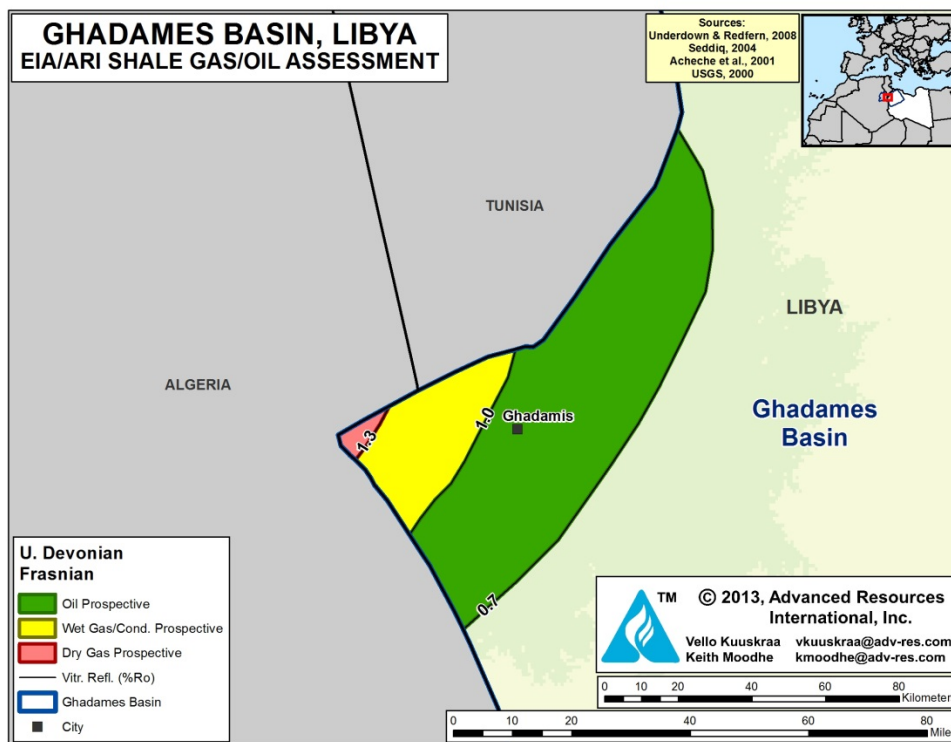 GHADAMES BASIN, LIBYA
EIA/ARI SHALE GAS/OIL ASSESSMENT
Sources:
Underdown & Redfern, 2008
Seddiq, 2004
Acheche et al., 2001
USGS, 2000
TUNISIA
LIBYA
ALGERIA
Ghadames
Basin
Ghadamis
1.3
1.0
0.7
U. Devonian
Frasnian
Oil Prospective
Wet Gas/Cond. Prospective
Dry Gas Prospective
Vitr. Refl. (%Ro)
Ghadames Basin
City
TM
© 2013, Advanced Resources
International, Inc.
Vello Kuuskraa vkuuskraa@adv-res.com
Keith Moodhe kmoodhe@adv-res.com
0 10 20 40 60 80
Kilometer
0 10 20 40 60 80
Mile